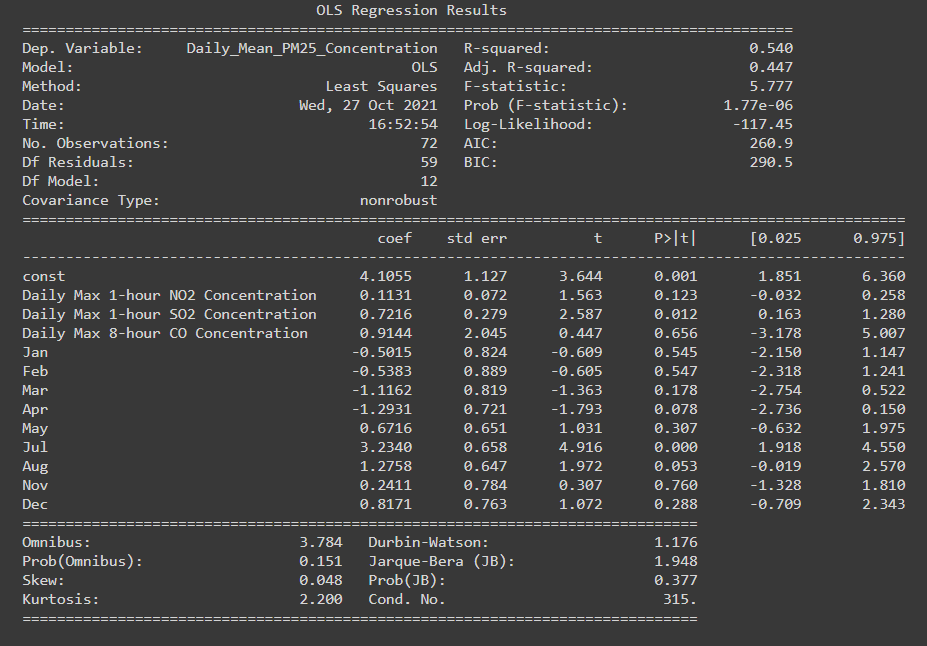 OLS Regression Results
==========================================================================================
Dep. Variable:     Daily_Mean_PM25_Concentration   R-squared:                       0.540
Model:                                       OLS   Adj. R-squared:                  0.447
Method:                            Least Squares   F-statistic:                     5.777
Date:                           Wed, 27 Oct 2021   Prob (F-statistic):           1.77e-06
Time:                                   16:52:54   Log-Likelihood:                -117.45
No. Observations:                             72   AIC:                             260.9
Df Residuals:                                 59   BIC:                             290.5
Df Model:                                     12
Covariance Type:                       nonrobust
=======================================================================================================
                                         coef    std err          t      P>|t|      [0.025      0.975]
-------------------------------------------------------------------------------------------------------
const                                  4.1055      1.127      3.644      0.001       1.851       6.360
Daily Max 1-hour NO2 Concentration     0.1131      0.072      1.563      0.123      -0.032       0.258
Daily Max 1-hour SO2 Concentration     0.7216      0.279      2.587      0.012       0.163       1.280
Daily Max 8-hour CO Concentration      0.9144      2.045      0.447      0.656      -3.178       5.007
Jan                                   -0.5015      0.824     -0.609      0.545      -2.150       1.147
Feb                                   -0.5383      0.889     -0.605      0.547      -2.318       1.241
Mar                                   -1.1162      0.819     -1.363      0.178      -2.754       0.522
Apr                                   -1.2931      0.721     -1.793      0.078      -2.736       0.150
May                                    0.6716      0.651      1.031      0.307      -0.632       1.975
Jul                                    3.2340      0.658      4.916      0.000       1.918       4.550
Aug                                    1.2758      0.647      1.972      0.053      -0.019       2.570
Nov                                    0.2411      0.784      0.307      0.760      -1.328       1.810
Dec                                    0.8171      0.763      1.072      0.288      -0.709       2.343
==============================================================================
Omnibus:                        3.784   Durbin-Watson:                   1.176
Prob(Omnibus):                  0.151   Jarque-Bera (JB):                1.948
Skew:                           0.048   Prob(JB):                        0.377
Kurtosis:                       2.200   Cond. No.                         315.
==============================================================================